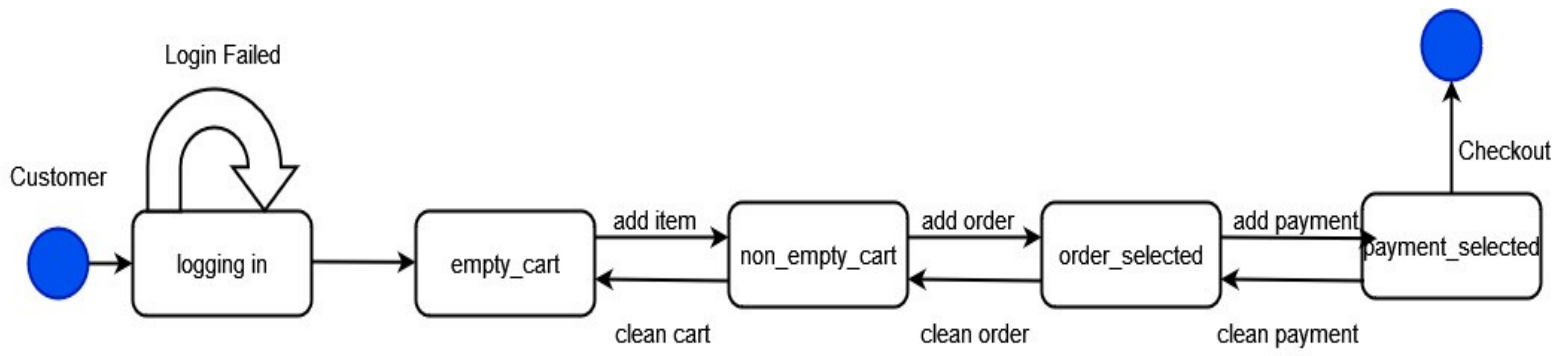 Login Failed
Customer
Checkout
logging in
empty_cart
add item
clean cart
non_empty_cart
add order
clean order
order_selected
add payment
clean payment
payment_selected